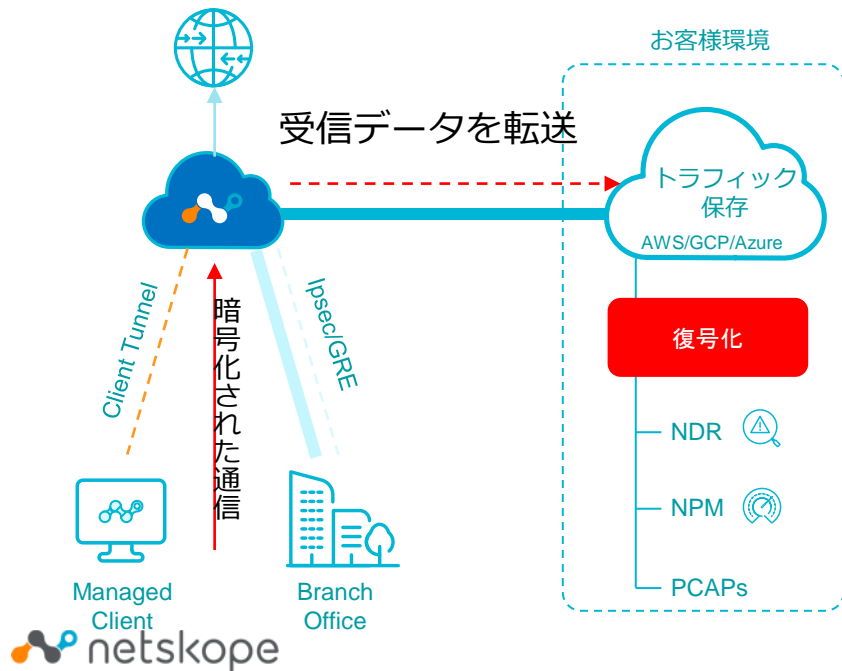 お客様環境
受信データを転送
トラフィック
保存
AWS/GCP/Azure
Client Tunnel
暗号化された通信
Ipsec/GRE
復号化
NDR
NPM
PCAPs
Managed
Client
Branch
Office
netskope